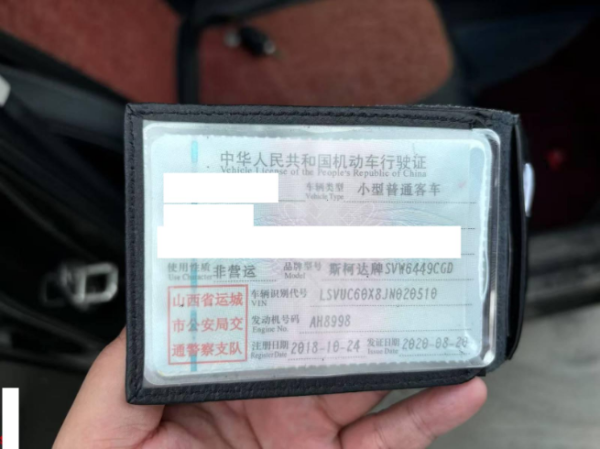 中华人民共和国机动车行驶证
Vehicle License of the People's Republic of China
车辆类型 小型普通客车
Vehicle Type
使用性质 非营运 品牌型号 斯柯达牌SVW6449CGD
Use Character Model
山西省运城 车辆识别代号 LSVUC60X8JN020510
VIN
市公安局交 发动机号码 AH8998
Engine No.
通警察支队 注册日期 2018-10-24 发证日期 2020-08-20
Register Date Issue Date